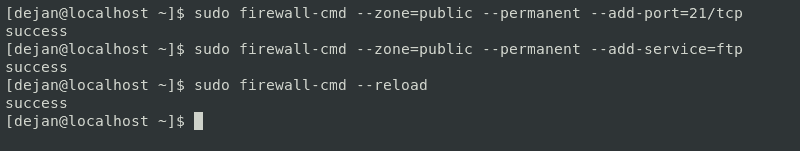 [dejan@localhost ~]$ sudo firewall-cmd --zone=public --permanent --add-port=21/tcp
success
[dejan@localhost ~]$ sudo firewall-cmd --zone=public --permanent --add-service=ftp
success
[dejan@localhost ~]$ sudo firewall-cmd --reload
success
[dejan@localhost ~]$